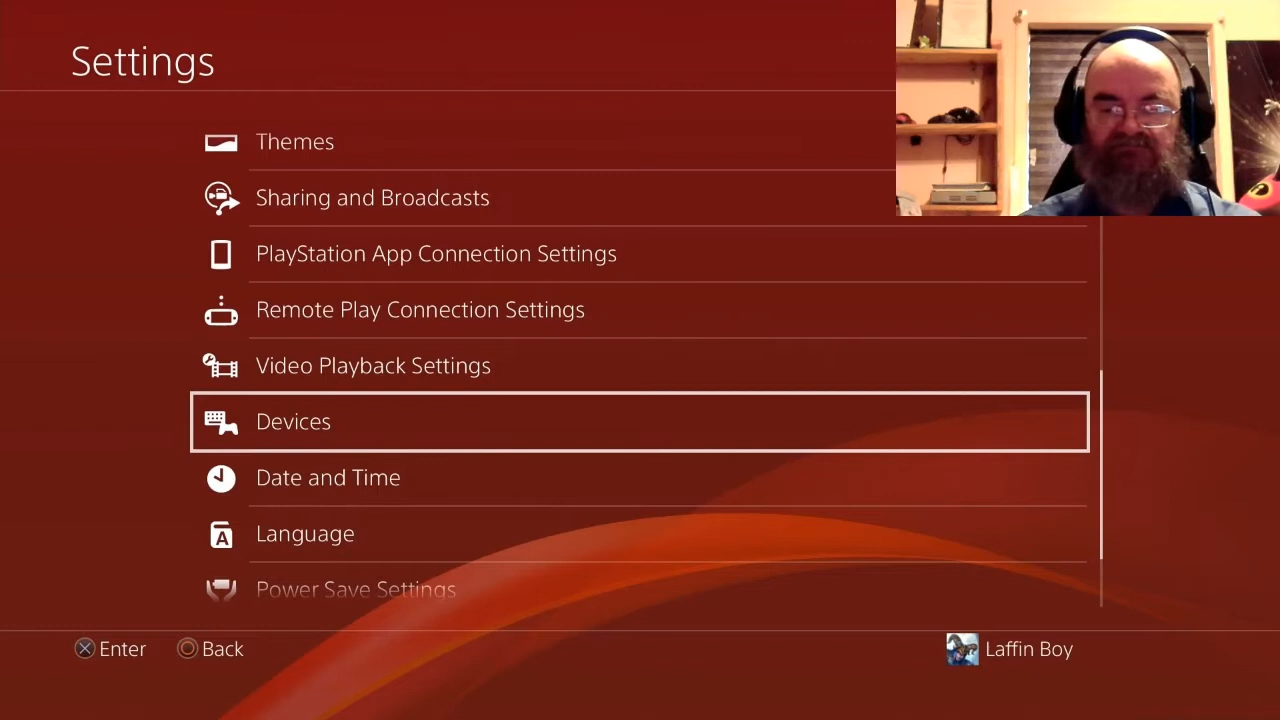 Settings
Themes
Sharing and Broadcasts
PlayStation App Connection Settings
Remote Play Connection Settings
Video Playback Settings
Devices
Date and Time
Language
Power Save Settings
Enter
Back
Laffin Boy